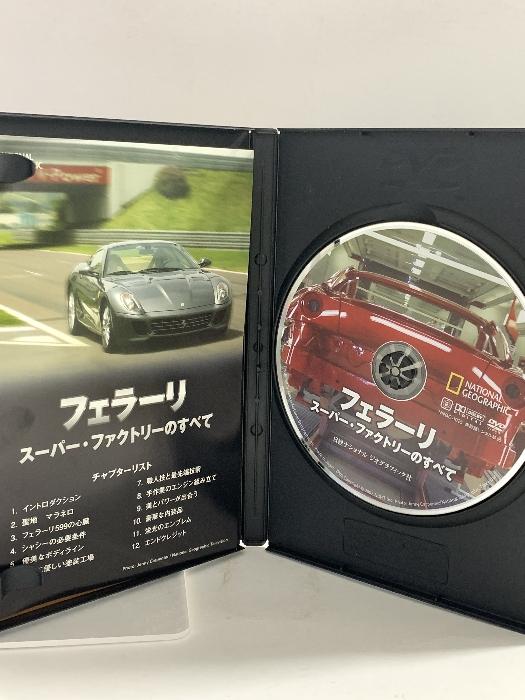 フェラーリ
スーパー・ファクトリーのすべて
チャプターリスト
1. イントロダクション
2. 聖地 マラネロ
3. フェラーリ599の心臓
4. シャシーの必要条件
5. 優美なボディライン
に優しい塗装工場
7. 職人技と最先端技術
8. 手作業のエンジン組み立て
9. 美とパワーが出会う
10. 豪華な内装品
11. 栄光のエンブレム
12. エンドクレジット
NATIONAL
GEOGRAPHIC
DVD
フェラーリ
スーパー・ファクトリーのすべて
日経ナショナル ジオグラフィック社